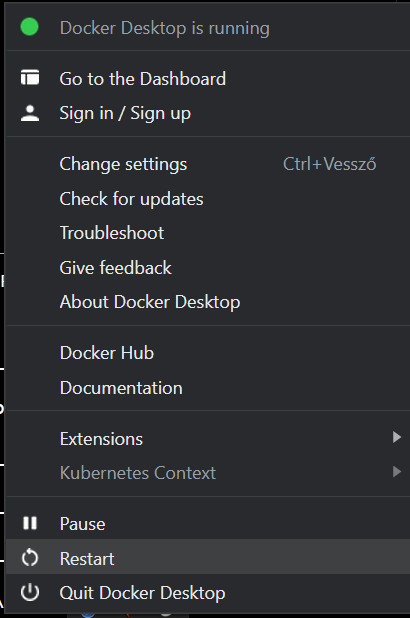 Docker Desktop is running
Go to the Dashboard
Sign in / Sign up
Change settings Ctrl+Vessző
Check for updates
Troubleshoot
Give feedback
About Docker Desktop
Docker Hub
Documentation
Extensions
Kubernetes Context
Pause
Restart
Quit Docker Desktop